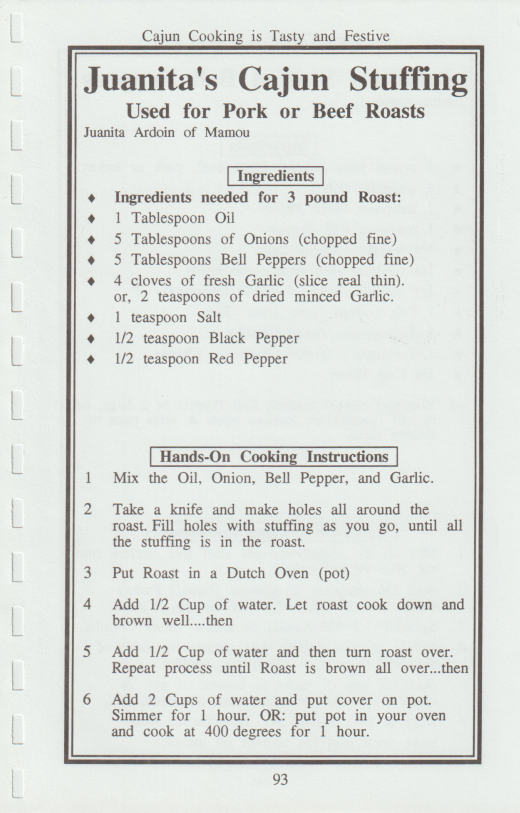 Cajun Cooking is Tasty and Festive
Juanita's Cajun Stuffing
Used for Pork or Beef Roasts
Juanita Ardoin of Mamou
Ingredients
♦ Ingredients needed for 3 pound Roast:
♦ 1 Tablespoon Oil
♦ 5 Tablespoons of Onions (chopped fine)
♦ 5 Tablespoons Bell Peppers (chopped fine)
♦ 4 cloves of fresh Garlic (slice real thin).
or, 2 teaspoons of dried minced Garlic.
♦ 1 teaspoon Salt
♦ 1/2 teaspoon Black Pepper
♦ 1/2 teaspoon Red Pepper
Hands-On Cooking Instructions
1 Mix the Oil, Onion, Bell Pepper, and Garlic.
2 Take a knife and make holes all around the
roast. Fill holes with stuffing as you go, until all
the stuffing is in the roast.
3 Put Roast in a Dutch Oven (pot)
4 Add 1/2 Cup of water. Let roast cook down and
brown well....then
5 Add 1/2 Cup of water and then turn roast over.
Repeat process until Roast is brown all over...then
6 Add 2 Cups of water and put cover on pot.
Simmer for 1 hour. OR: put pot in your oven
and cook at 400 degrees for 1 hour.
93